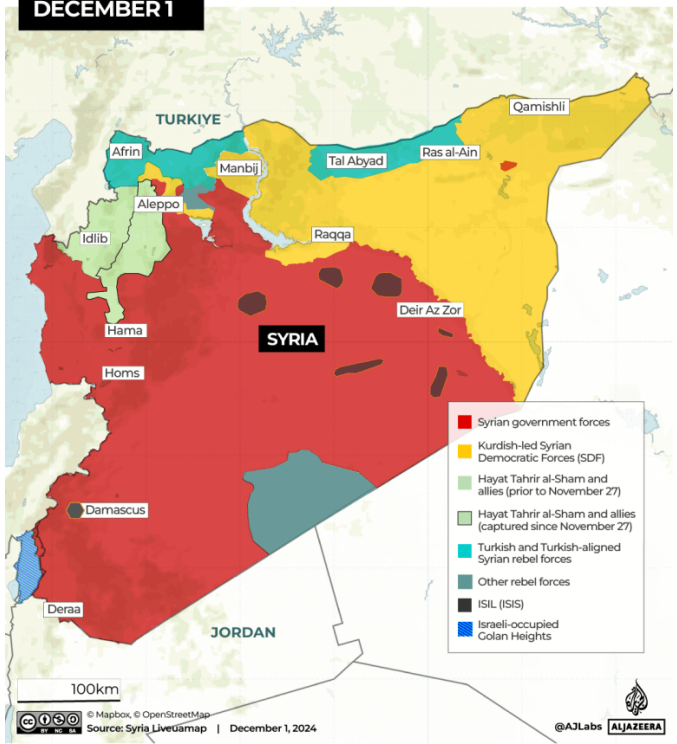 DECEMBER 1
TURKIYE
Qamishli
Afrin
Tal Abyad
Ras al-Ain
Manbij
Aleppo
Idlib
Raqqa
Deir Az Zor
Hama
SYRIA
Homs
Damascus
Deraa
JORDAN
Syrian government forces
Kurdish-led Syrian
Democratic Forces (SDF)
Hayat Tahrir al-Sham and
allies (prior to November 27)
Hayat Tahrir al-Sham and allies
(captured since November 27)
Turkish and Turkish-aligned
Syrian rebel forces
Other rebel forces
ISIL (ISIS)
Israeli-occupied
Golan Heights
100km
cc BY NC SA
© Mapbox, © OpenStreetMap
Source: Syria Liveuamap | December 1, 2024
@AJLabs ALJAZEERA